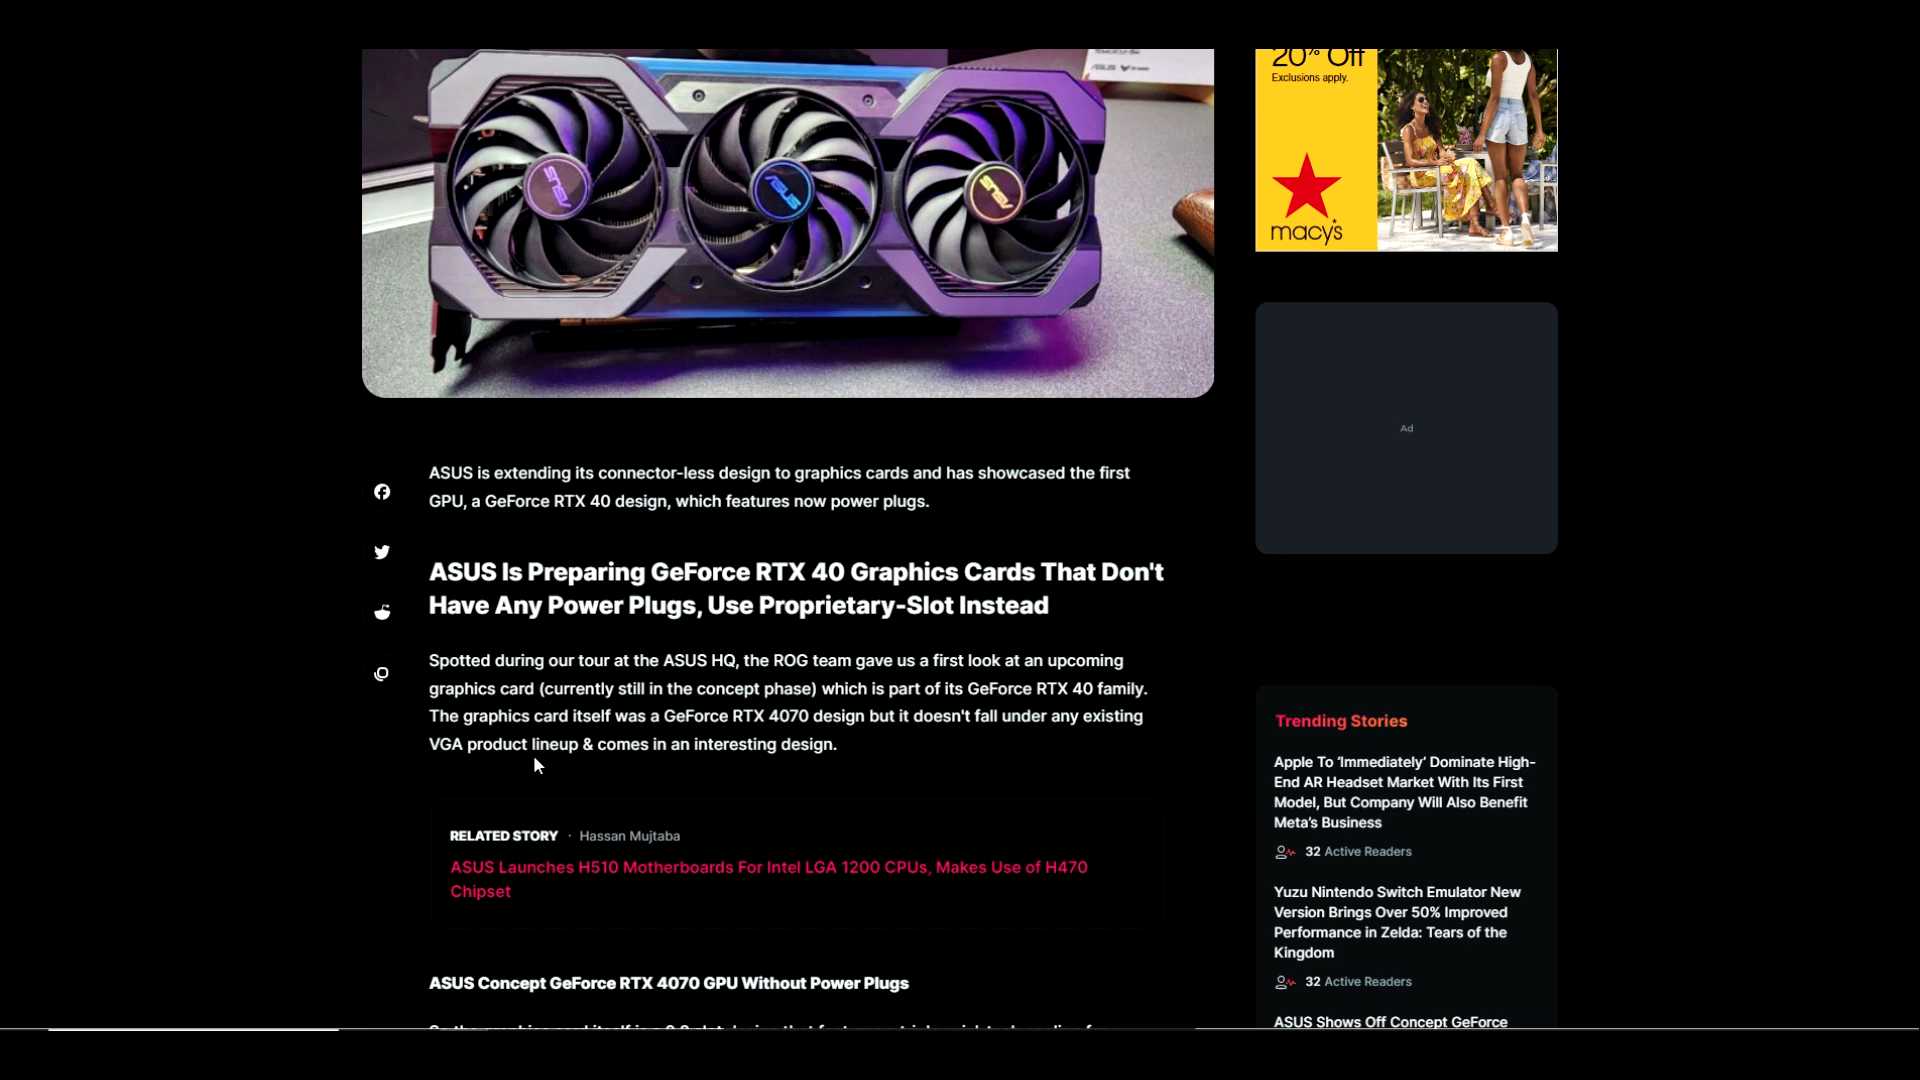 20% Off
Exclusions apply.
macy's
ASUS
ASUS
ASUS
ASUS
Ad
ASUS is extending its connector-less design to graphics cards and has showcased the first
GPU, a GeForce RTX 40 design, which features now power plugs.
ASUS Is Preparing GeForce RTX 40 Graphics Cards That Don't
Have Any Power Plugs, Use Proprietary-Slot Instead
Spotted during our tour at the ASUS HQ, the ROG team gave us a first look at an upcoming
graphics card (currently still in the concept phase) which is part of its GeForce RTX 40 family.
The graphics card itself was a GeForce RTX 4070 design but it doesn't fall under any existing
VGA product lineup & comes in an interesting design.
RELATED STORY · Hassan Mujtaba
ASUS Launches H510 Motherboards For Intel LGA 1200 CPUs, Makes Use of H470
Chipset
ASUS Concept GeForce RTX 4070 GPU Without Power Plugs
Trending Stories
Apple To ‘Immediately’ Dominate High-
End AR Headset Market With Its First
Model, But Company Will Also Benefit
Meta’s Business
32 Active Readers
Yuzu Nintendo Switch Emulator New
Version Brings Over 50% Improved
Performance in Zelda: Tears of the
Kingdom
32 Active Readers
ASUS Shows Off Concept GeForce